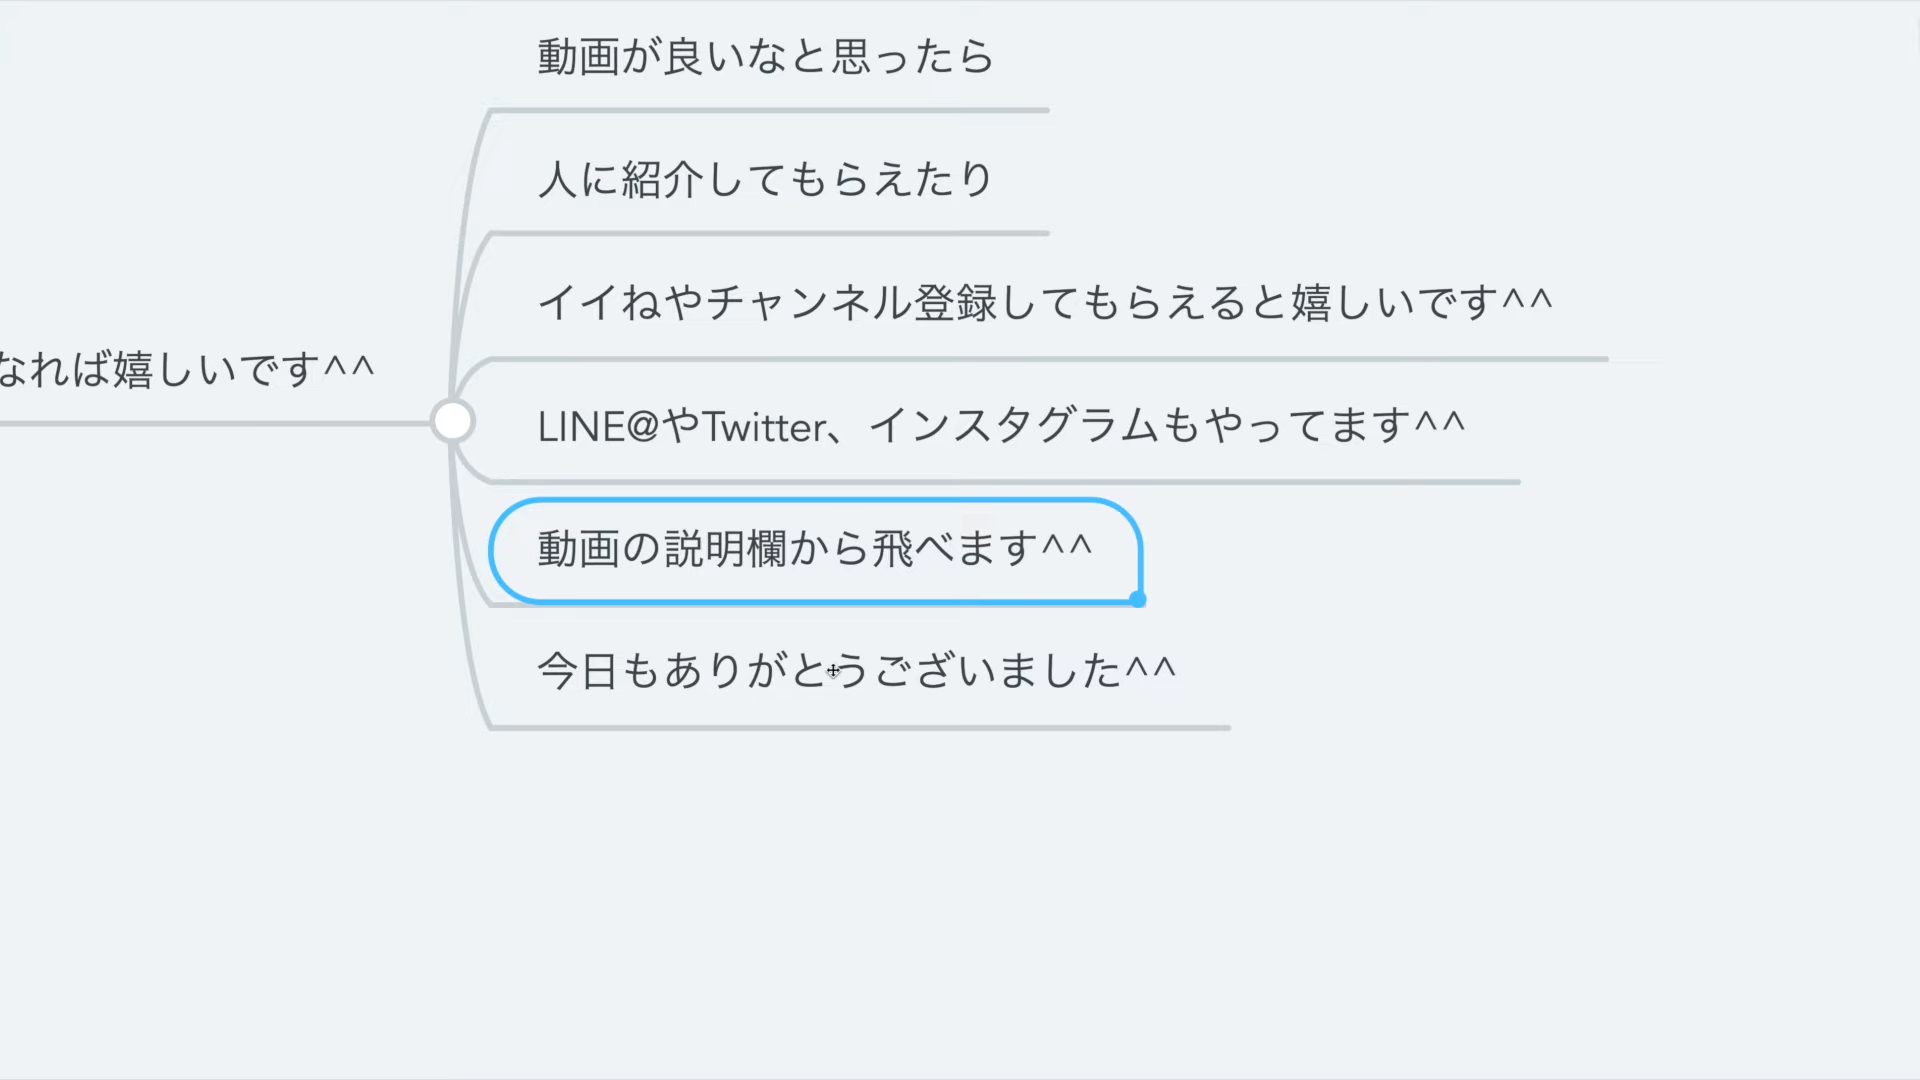 動画が良いなと思ったら
人に紹介してもらえたり
イイねやチャンネル登録してもらえると嬉しいです^^
なれば嬉しいです^^
LINE@やTwitter、インスタグラムもやってます^^
動画の説明欄から飛べます^^
今日もありがとうございました^^